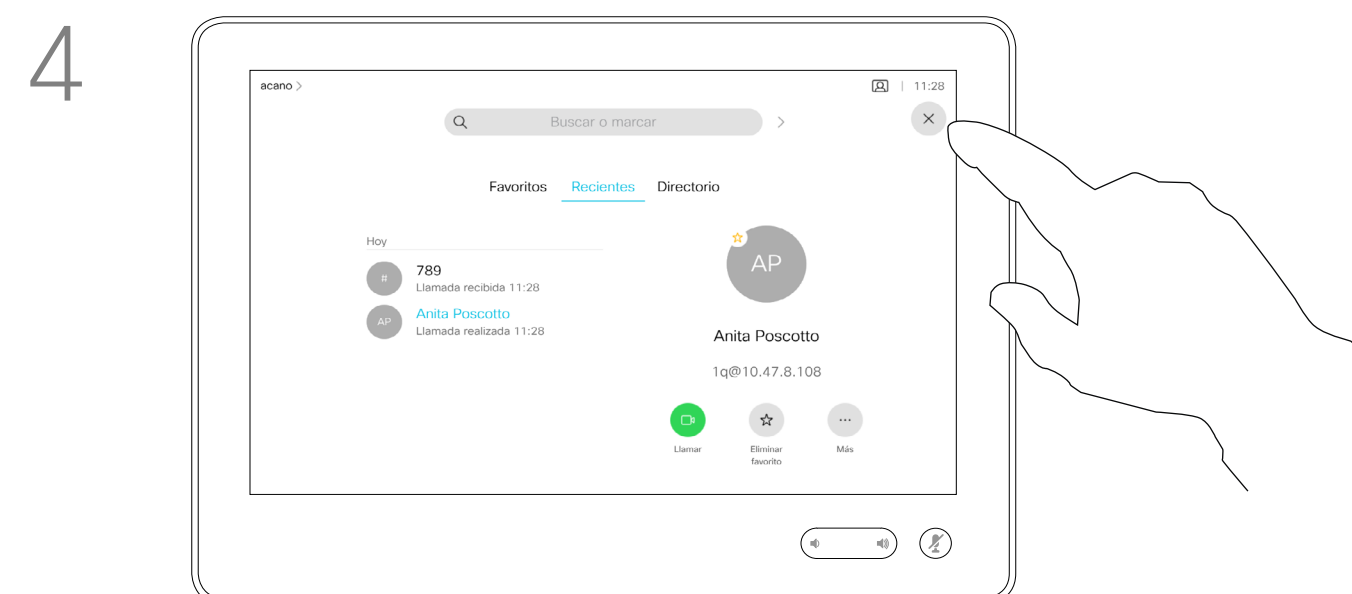 4
acano >
11:28
Buscar o marcar
Favoritos Recientes Directorio
Hoy
# 789
Llamada recibida 11:28
AP Anita Poscotto
Llamada realizada 11:28
AP
Anita Poscotto
1q@10.47.8.108
Llamar
Eliminar
favorito
Más